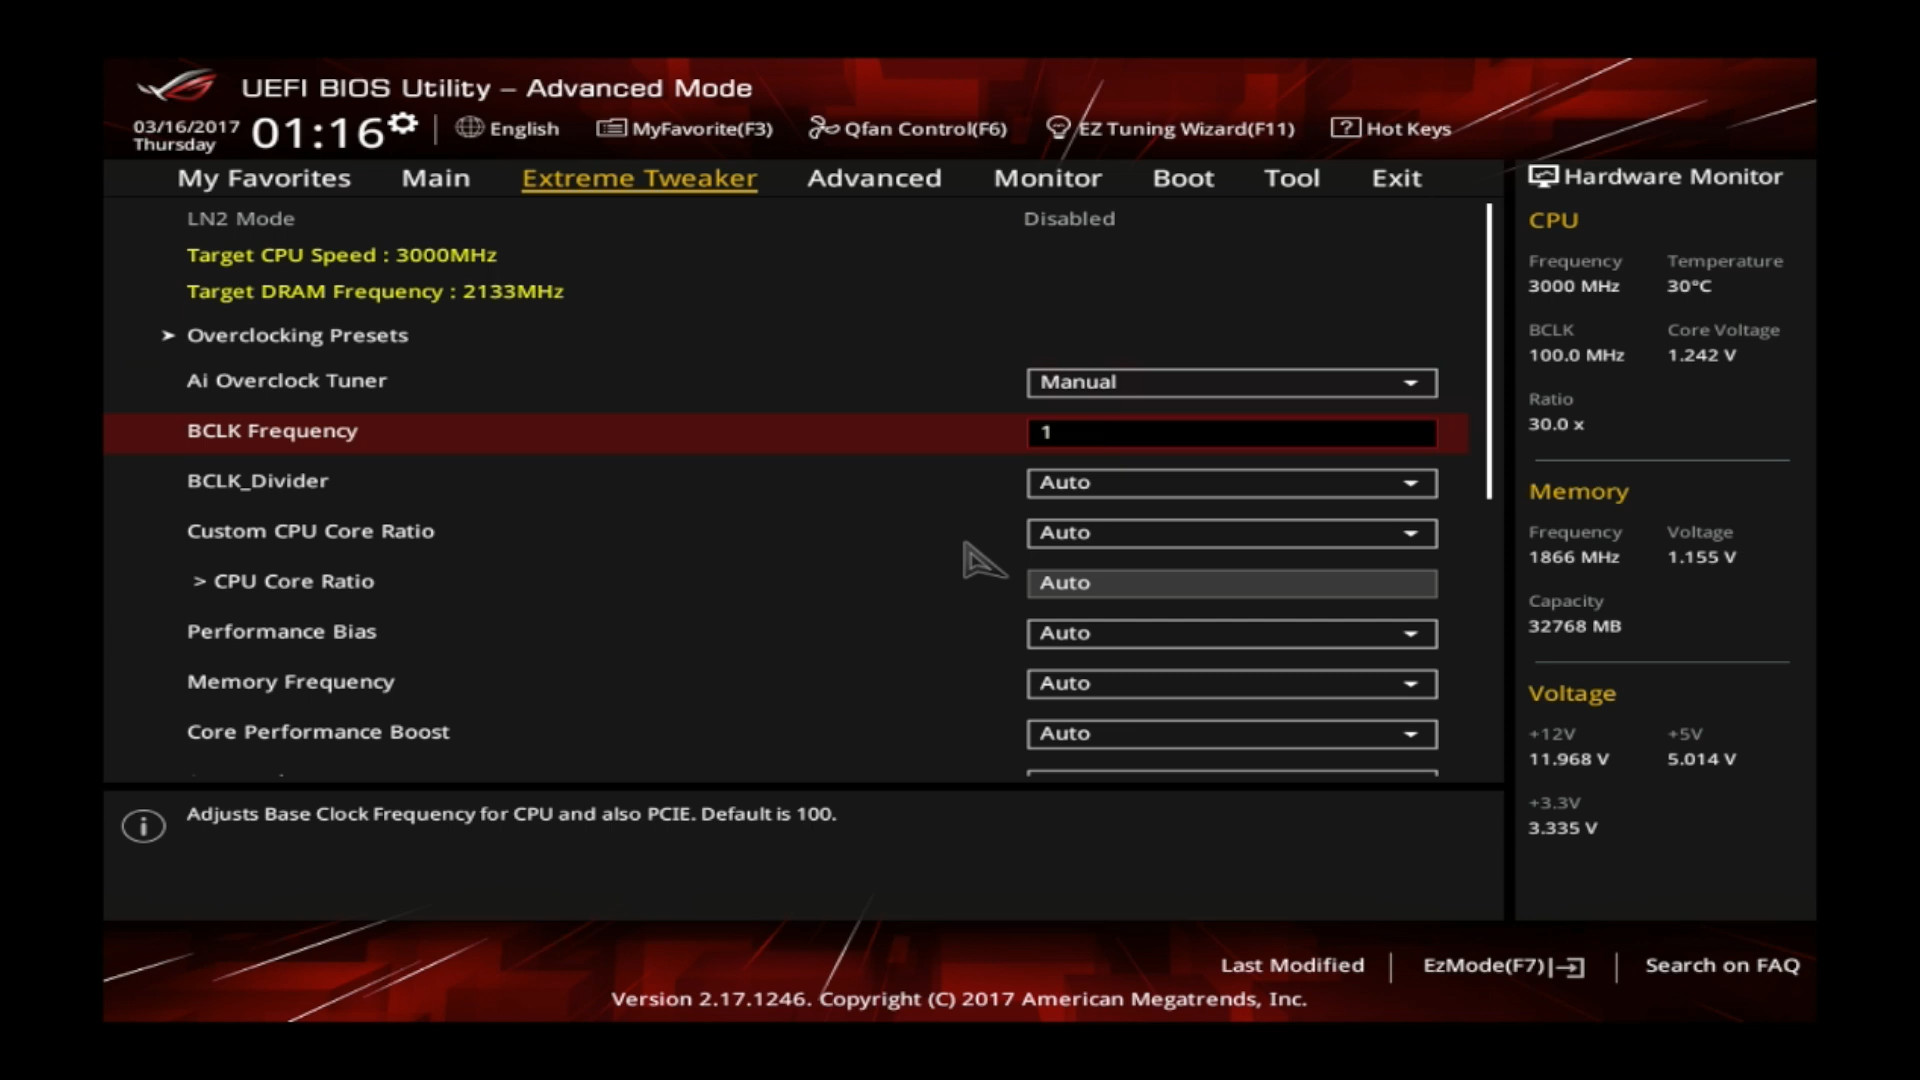 UEFI BIOS Utility – Advanced Mode
03/16/2017
Thursday
01:16
English
MyFavorite(F3)
Qfan Control(F6)
EZ Tuning Wizard(F11)
? Hot Keys
My Favorites
Main
Extreme Tweaker
Advanced
Monitor
Boot
Tool
Exit
LN2 Mode Disabled
Target CPU Speed : 3000MHz
Target DRAM Frequency : 2133MHz
Overclocking Presets
Ai Overclock Tuner Manual
BCLK Frequency 1
BCLK_Divider Auto
Custom CPU Core Ratio Auto
> CPU Core Ratio Auto
Performance Bias Auto
Memory Frequency Auto
Core Performance Boost Auto
i Adjusts Base Clock Frequency for CPU and also PCIE. Default is 100.
Hardware Monitor
CPU
Frequency Temperature
3000 MHz 30°C
BCLK Core Voltage
100.0 MHz 1.242 V
Ratio
30.0 x
Memory
Frequency Voltage
1866 MHz 1.155 V
Capacity
32768 MB
Voltage
+12V +5V
11.968 V 5.014 V
+3.3V
3.335 V
Last Modified
EzMode(F7)
Search on FAQ
Version 2.17.1246. Copyright (C) 2017 American Megatrends, Inc.